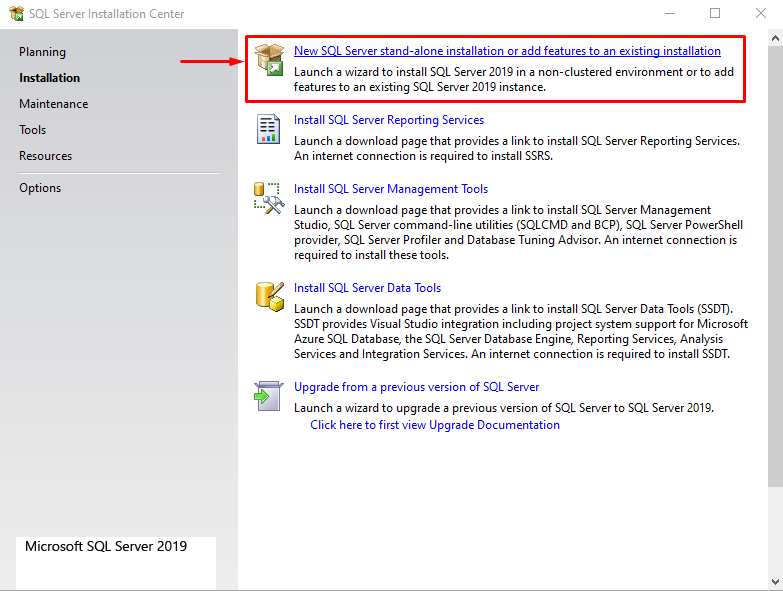 SQL Server Installation Center
Planning
Installation
Maintenance
Tools
Resources
Options
New SQL Server stand-alone installation or add features to an existing installation
Launch a wizard to install SQL Server 2019 in a non-clustered environment or to add
features to an existing SQL Server 2019 instance.
Install SQL Server Reporting Services
Launch a download page that provides a link to install SQL Server Reporting Services.
An internet connection is required to install SSRS.
Install SQL Server Management Tools
Launch a download page that provides a link to install SQL Server Management
Studio, SQL Server command-line utilities (SQLCMD and BCP), SQL Server PowerShell
provider, SQL Server Profiler and Database Tuning Advisor. An internet connection is
required to install these tools.
Install SQL Server Data Tools
Launch a download page that provides a link to install SQL Server Data Tools (SSDT).
SSDT provides Visual Studio integration including project system support for Microsoft
Azure SQL Database, the SQL Server Database Engine, Reporting Services, Analysis
Services and Integration Services. An internet connection is required to install SSDT.
Upgrade from a previous version of SQL Server
Launch a wizard to upgrade a previous version of SQL Server to SQL Server 2019.
Click here to first view Upgrade Documentation
Microsoft SQL Server 2019